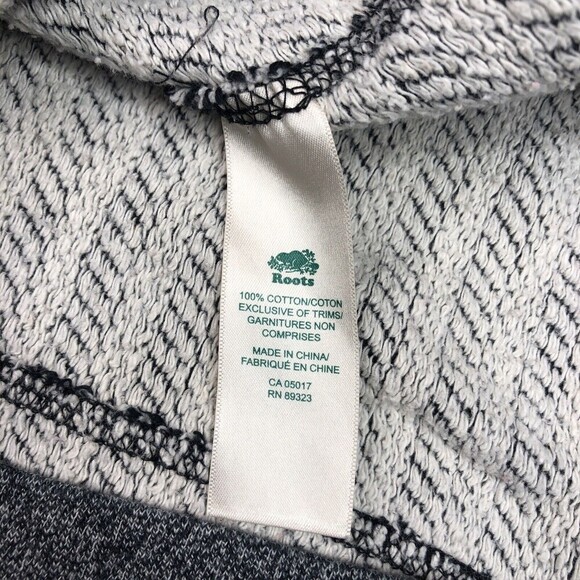 Roots
100% COTTON/COTON
EXCLUSIVE OF TRIMS/
GARNITURES NON
COMPRISES
MADE IN CHINA/
FABRIQUÉ EN CHINE
CA 05017
RN 89323